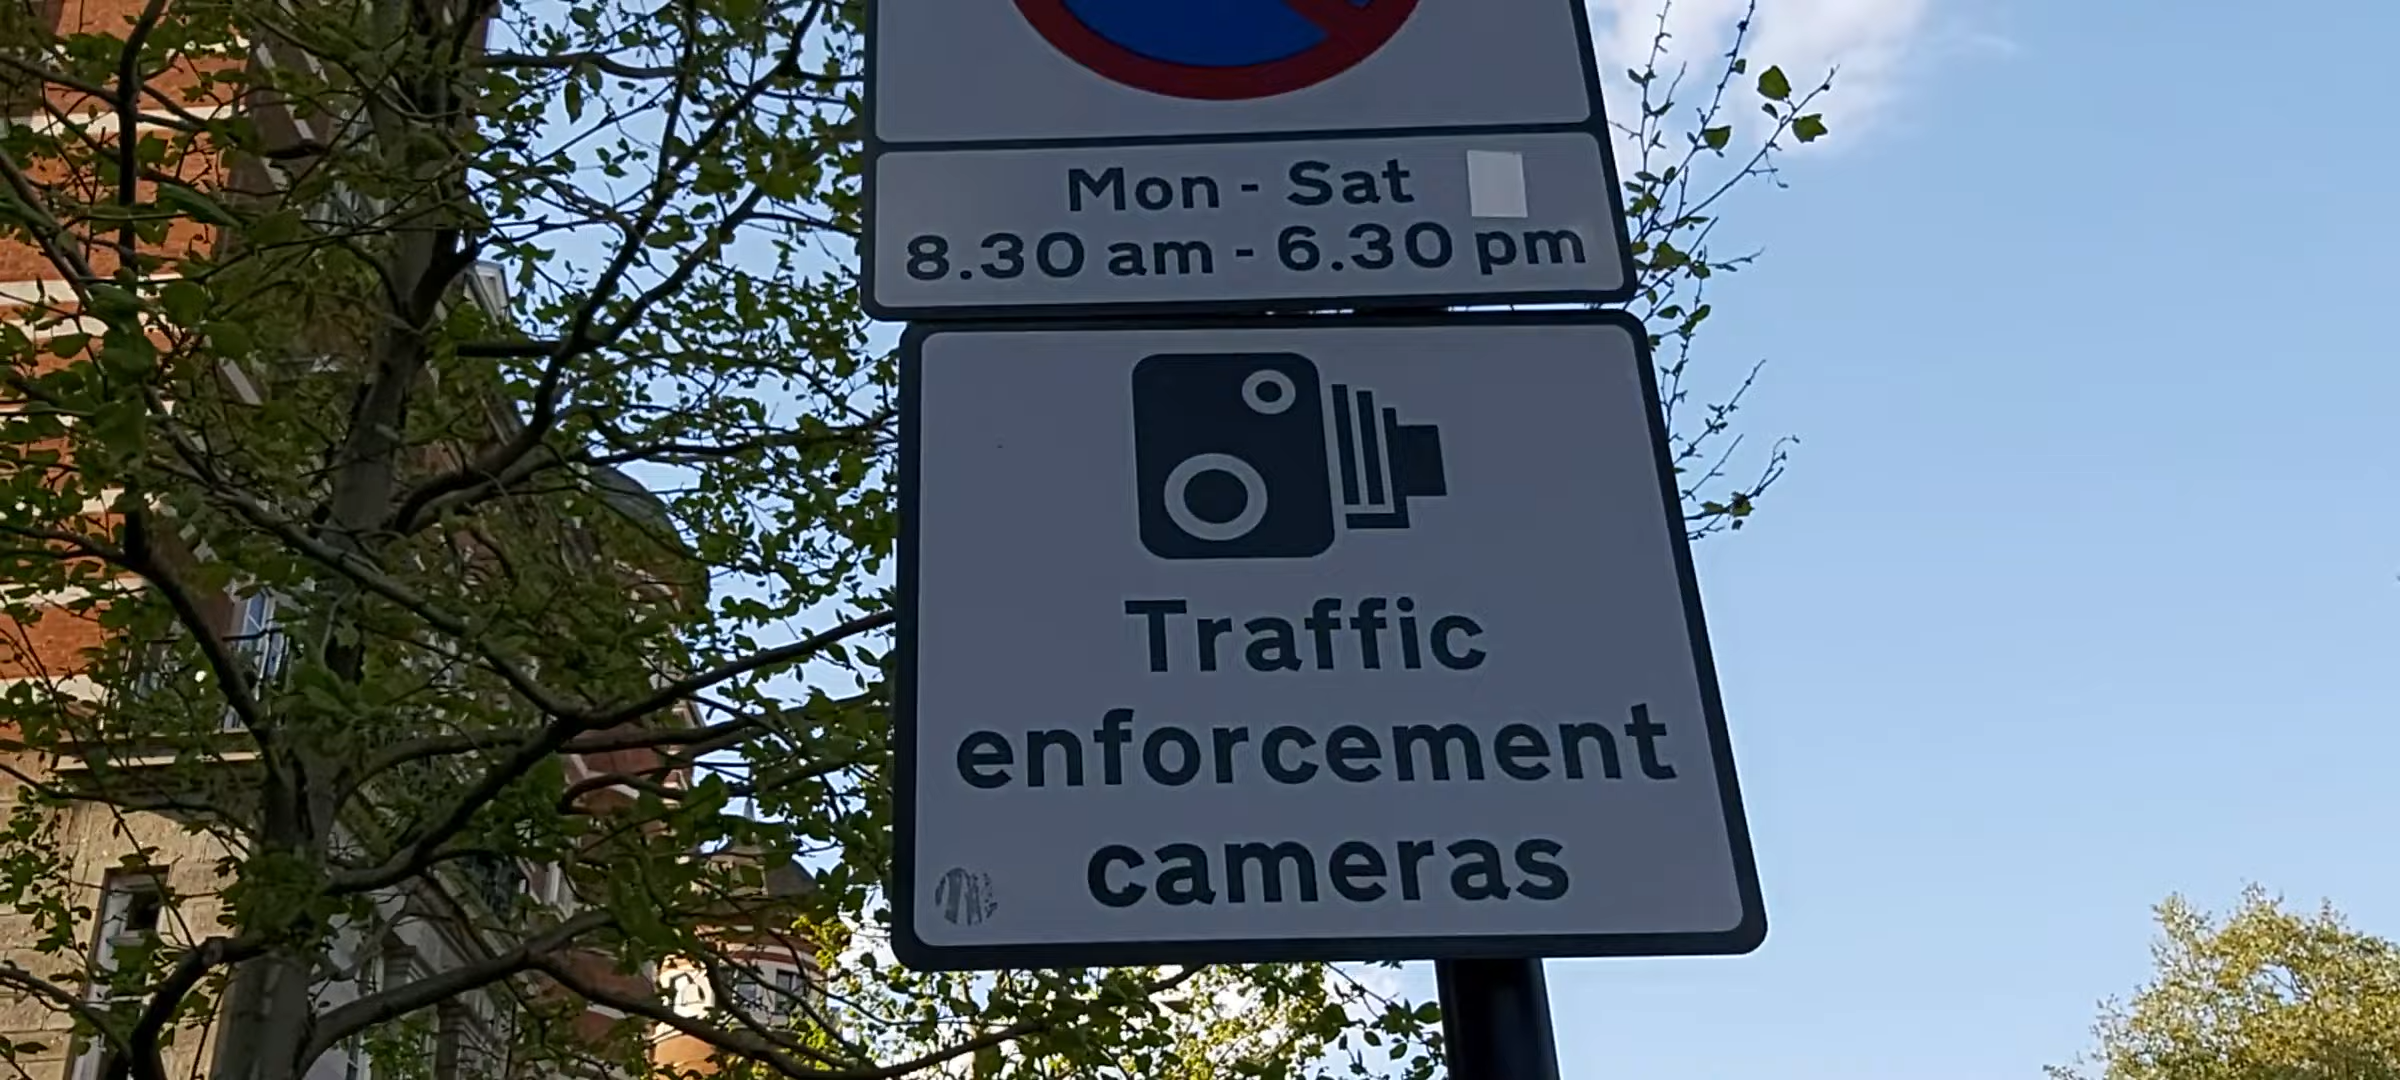 Mon - Sat
8.30 am - 6.30 pm
Traffic
enforcement
cameras